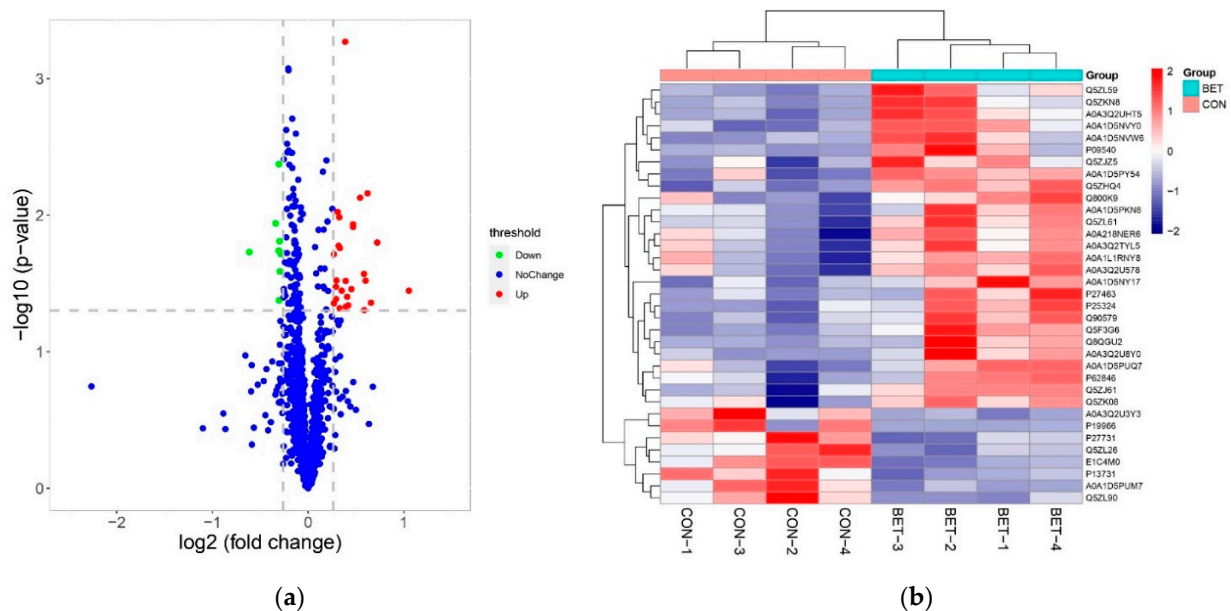 3
2
1
0
−log10 (p−value)
−2
−1
0
1
log2 (fold change)
threshold
Down
NoChange
Up
(a)
Group
Q5ZL59
Q5ZKN8
A0A3Q2UHT5
A0A1D5NVY0
A0A1D5NVW6
P09540
Q5ZJZ5
A0A1D5PY54
Q5ZHQ4
Q800K9
A0A1D5PKN8
Q5ZL61
A0A218NER6
A0A3Q2TYL5
A0A1L1RNY8
A0A3Q2U578
A0A1D5NY17
P27463
P25324
Q90579
Q5F3G6
Q8QGU2
A0A3Q2U8Y0
A0A1D5PUQ7
P62846
Q5ZJ61
Q5ZK08
A0A3Q2U3Y3
P19966
P27731
Q5ZL26
E1C4M0
P13731
A0A1D5PUM7
Q5ZL90
CON−1
CON−3
CON−2
CON−4
BET−3
BET−2
BET−1
BET−4
2
1
0
−1
−2
Group
BET
CON
(b)